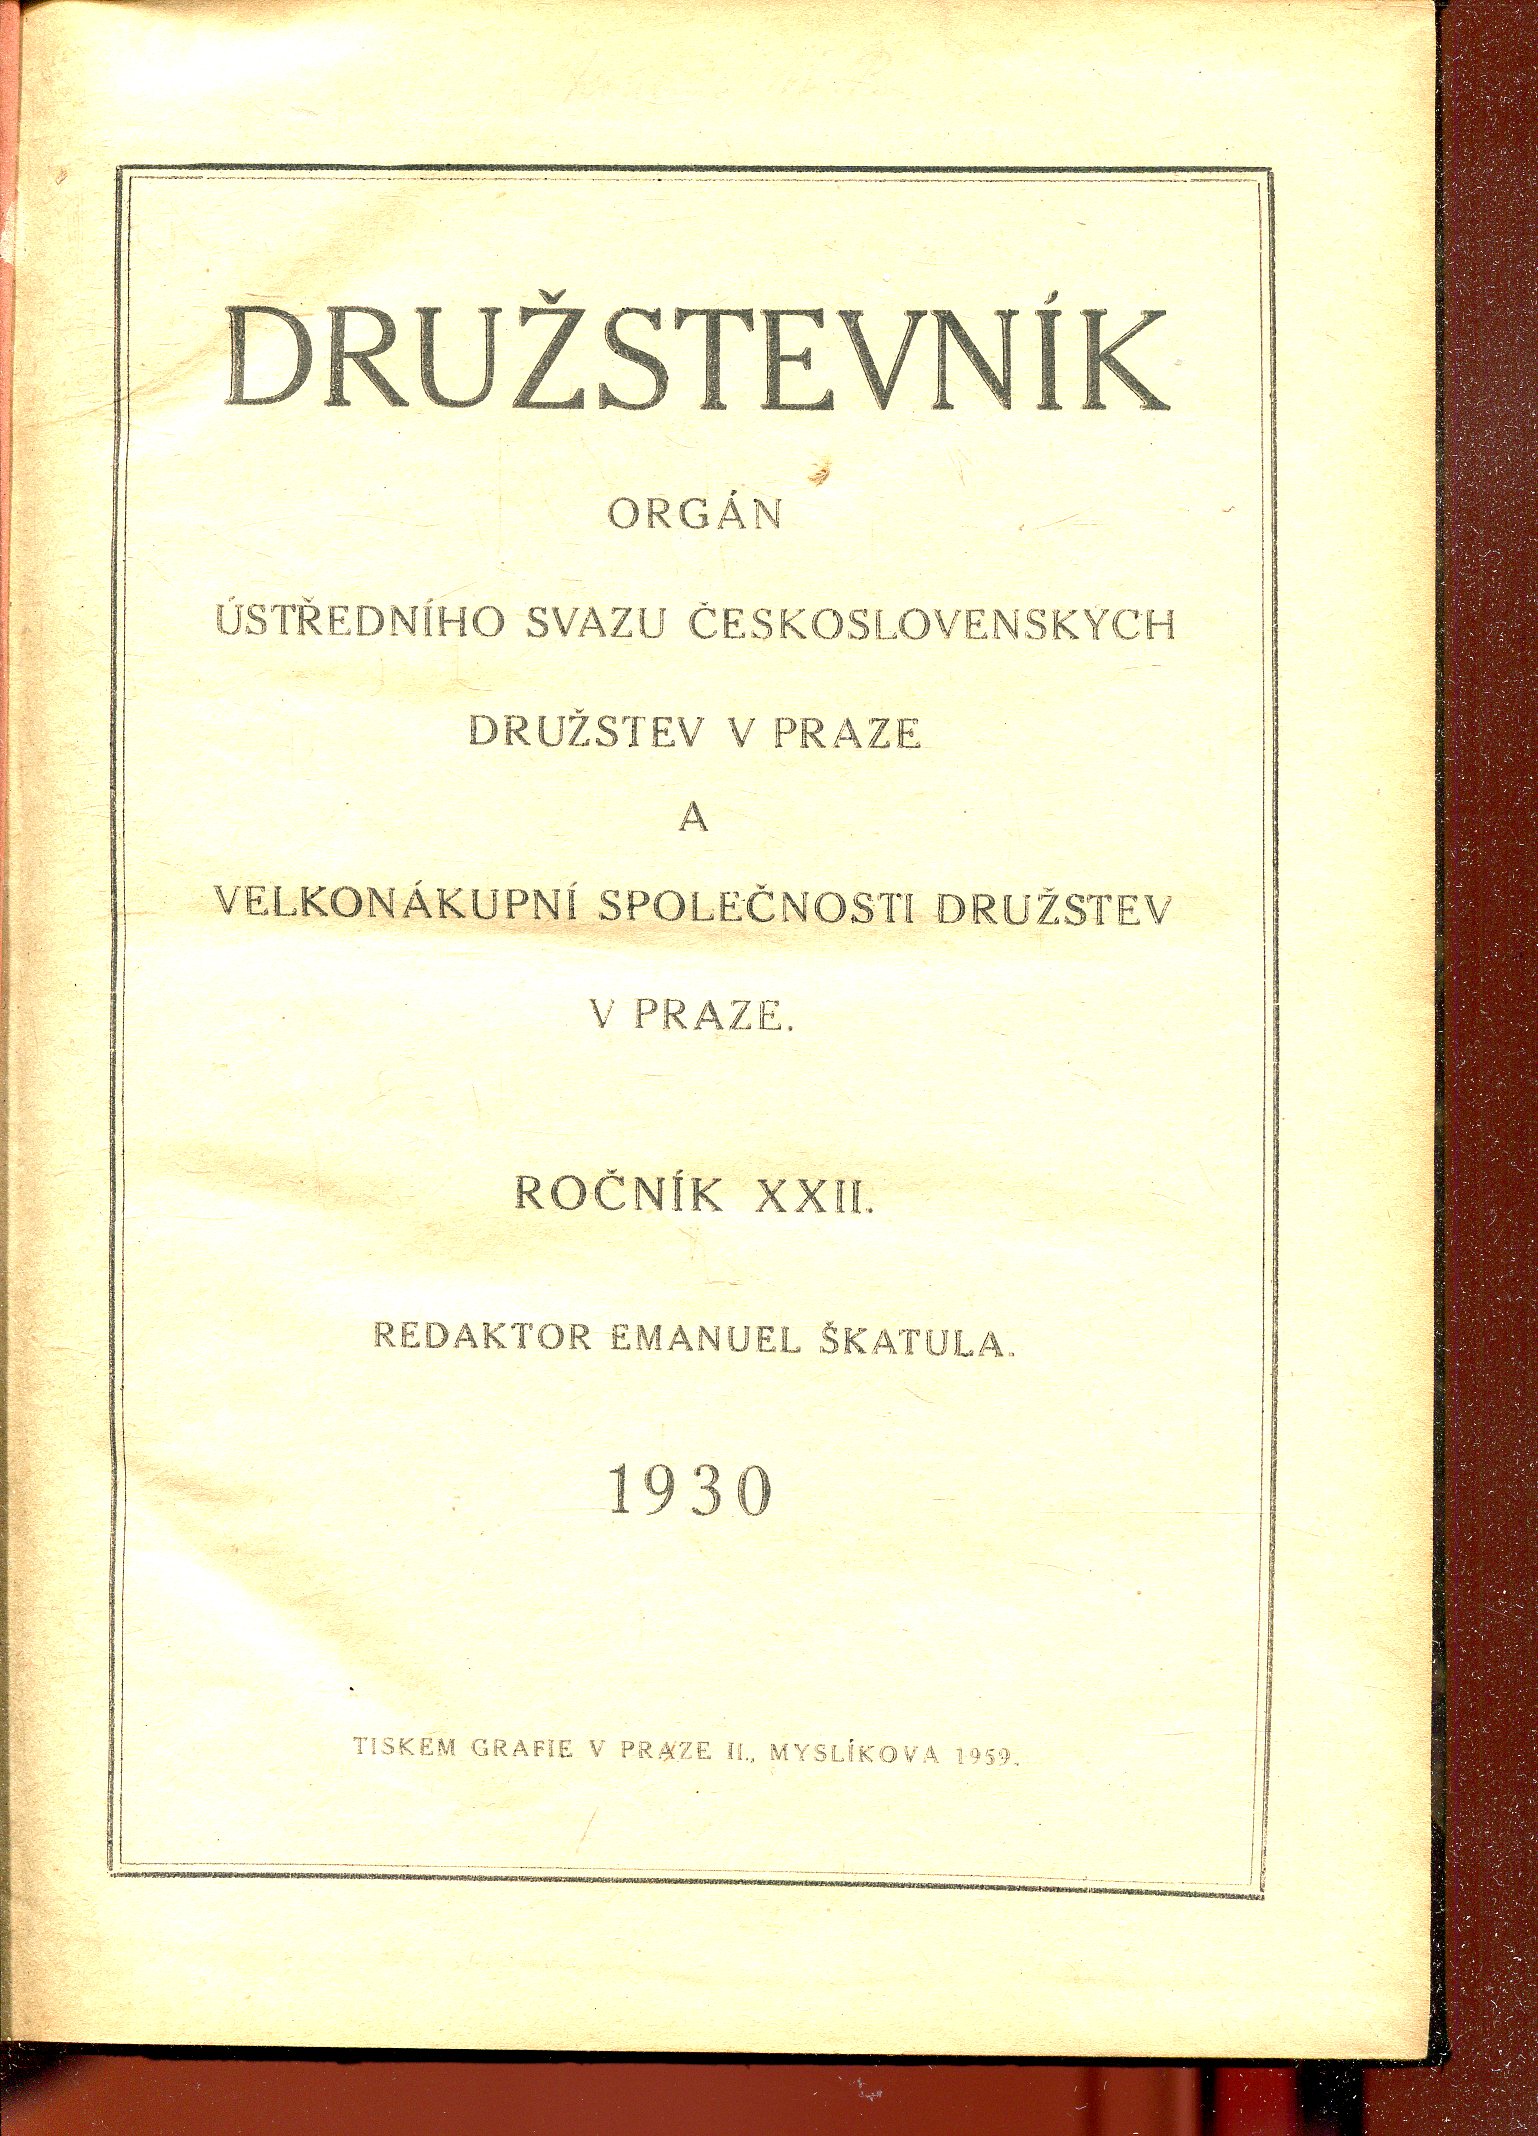 DRUŽSTEVNÍK
ORGÁN
ÚSTŘEDNÍHO SVAZU ČESKOSLOVENSKÝCH
DRUŽSTEV V PRAZE
A
VELKONÁKUPNÍ SPOLEČNOSTI DRUŽSTEV
V PRAZE.
ROČNÍK XXII.
REDAKTOR EMANUEL ŠKATULA.
1930
TISKEM GRAFIE V PRAZE II., MYSLÍKOVA 1959.